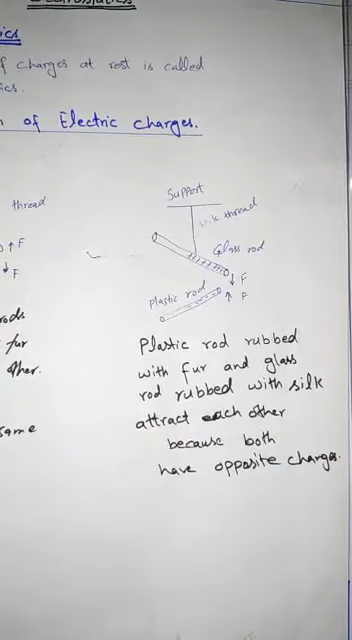 Electrostatics
ics
f charges at rest is called
ics.
n of Electric charges.
thread
↑ F
↓ F
Support
silk thread
Glass rod
↓ F
Plastic rod
↑ F
rods
fur
other.
same
Plastic rod rubbed
with fur and glass
rod rubbed with silk
attract each other
because both
have opposite charges.